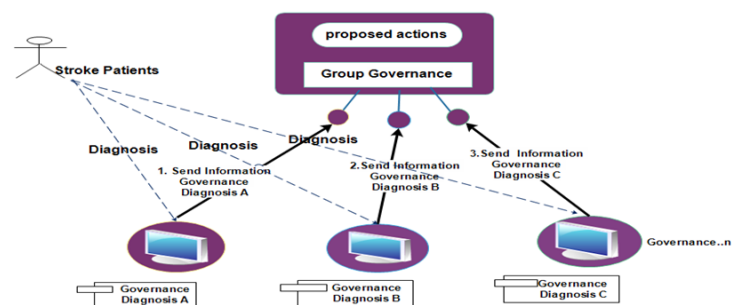 proposed actions
Group Governance
Stroke Patients
Diagnosis
Diagnosis
Diagnosis
1. Send Information
Governance
Diagnosis A
2.Send Information
Governance
Diagnosis B
3.Send Information
Governance
Diagnosis C
Governance..n
Governance
Diagnosis A
Governance
Diagnosis B
Governance
Diagnosis C